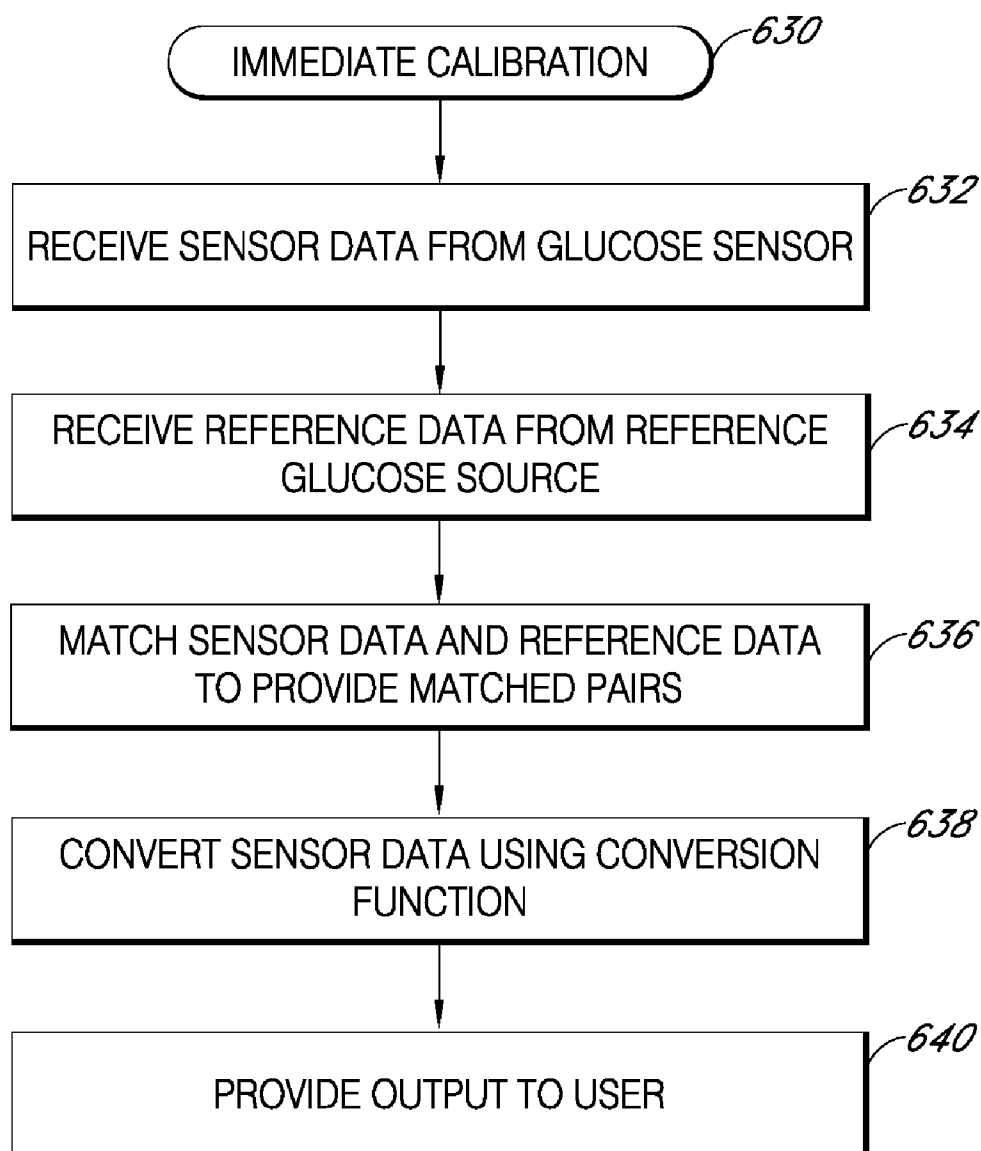 630
IMMEDIATE CALIBRATION
632
RECEIVE SENSOR DATA FROM GLUCOSE SENSOR
634
RECEIVE REFERENCE DATA FROM REFERENCE
GLUCOSE SOURCE
636
MATCH SENSOR DATA AND REFERENCE DATA
TO PROVIDE MATCHED PAIRS
638
CONVERT SENSOR DATA USING CONVERSION
FUNCTION
640
PROVIDE OUTPUT TO USER